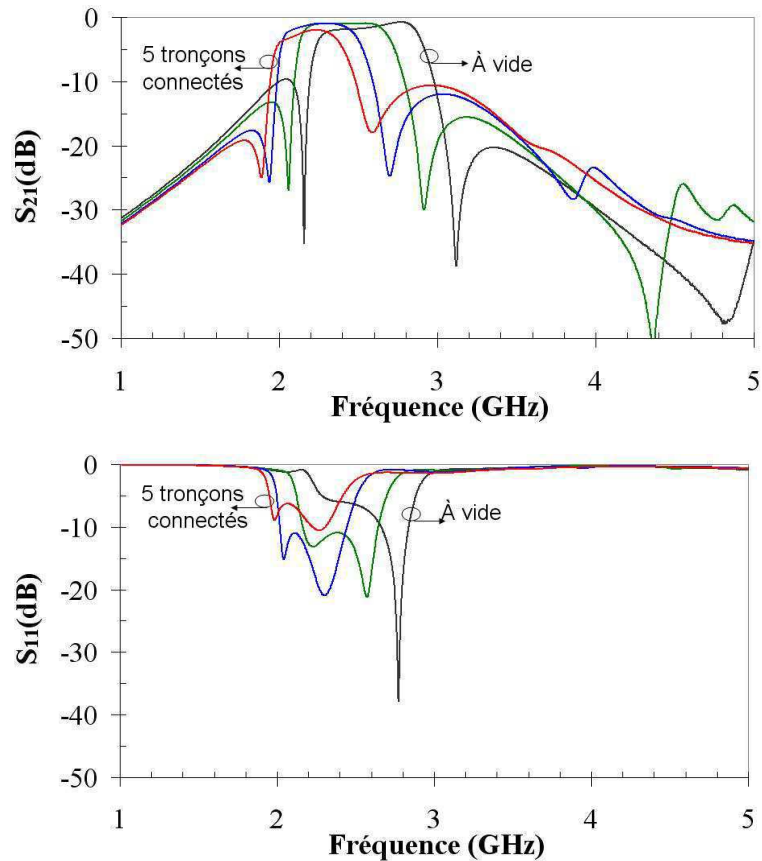 0
-10
-20
-30
-40
-50
S21(dB)
5 tronçons
connectés
À vide
1 2 3 4 5
Fréquence (GHz)
0
-10
-20
-30
-40
-50
S11(dB)
5 tronçons
connectés
À vide
1 2 3 4 5
Fréquence (GHz)